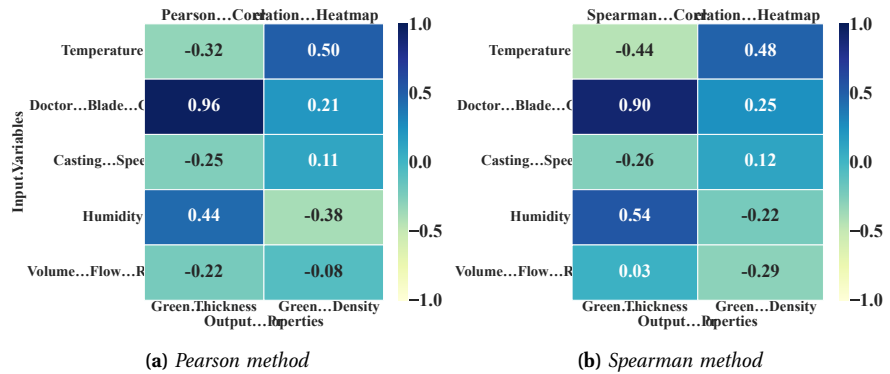 Pearson…Correlation…Heatmap
Temperature -0.32 0.50
Doctor…Blade…G 0.96 0.21
Casting…Spee -0.25 0.11
Humidity 0.44 -0.38
Volume…Flow…R -0.22 -0.08
Input.Variables
1.0
0.5
0.0
−0.5
−1.0
Green…Thickness Green…Density
Output…Properties
(a) Pearson method
Spearman…Correlation…Heatmap
Temperature -0.44 0.48
Doctor…Blade…G 0.90 0.25
Casting…Spee -0.26 0.12
Humidity 0.54 -0.22
Volume…Flow…R 0.03 -0.29
1.0
0.5
0.0
−0.5
−1.0
Green…Thickness Green…Density
Output…Properties
(b) Spearman method